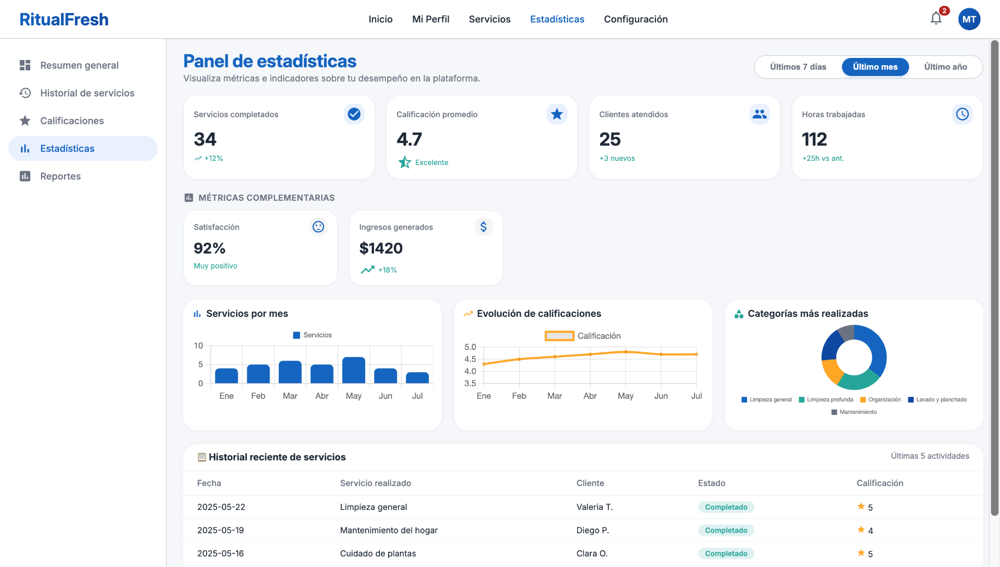 RitualFresh
Inicio
Mi Perfil
Servicios
Estadísticas
Configuración
2
MT
Resumen general
Historial de servicios
Calificaciones
Estadísticas
Reportes
Panel de estadísticas
Visualiza métricas e indicadores sobre tu desempeño en la plataforma.
Últimos 7 días
Último mes
Último año
Servicios completados
34
+12%
Calificación promedio
4.7
Excelente
Clientes atendidos
25
+3 nuevos
Horas trabajadas
112
+25h vs ant.
MÉTRICAS COMPLEMENTARIAS
Satisfacción
92%
Muy positivo
Ingresos generados
$
$1420
+18%
Servicios por mes
Servicios
10
5
0
Ene Feb Mar Abr May Jun Jul
Evolución de calificaciones
Calificación
5.0
4.5
4.0
3.5
Ene Feb Mar Abr May Jun Jul
Categorías más realizadas
Limpieza general Limpieza profunda Organización Lavado y planchado
Mantenimiento
Historial reciente de servicios
Últimas 5 actividades
Fecha Servicio realizado Cliente Estado Calificación
2025-05-22 Limpieza general Valeria T. Completado 5
2025-05-19 Mantenimiento del hogar Diego P. Completado 4
2025-05-16 Cuidado de plantas Clara O. Completado 5